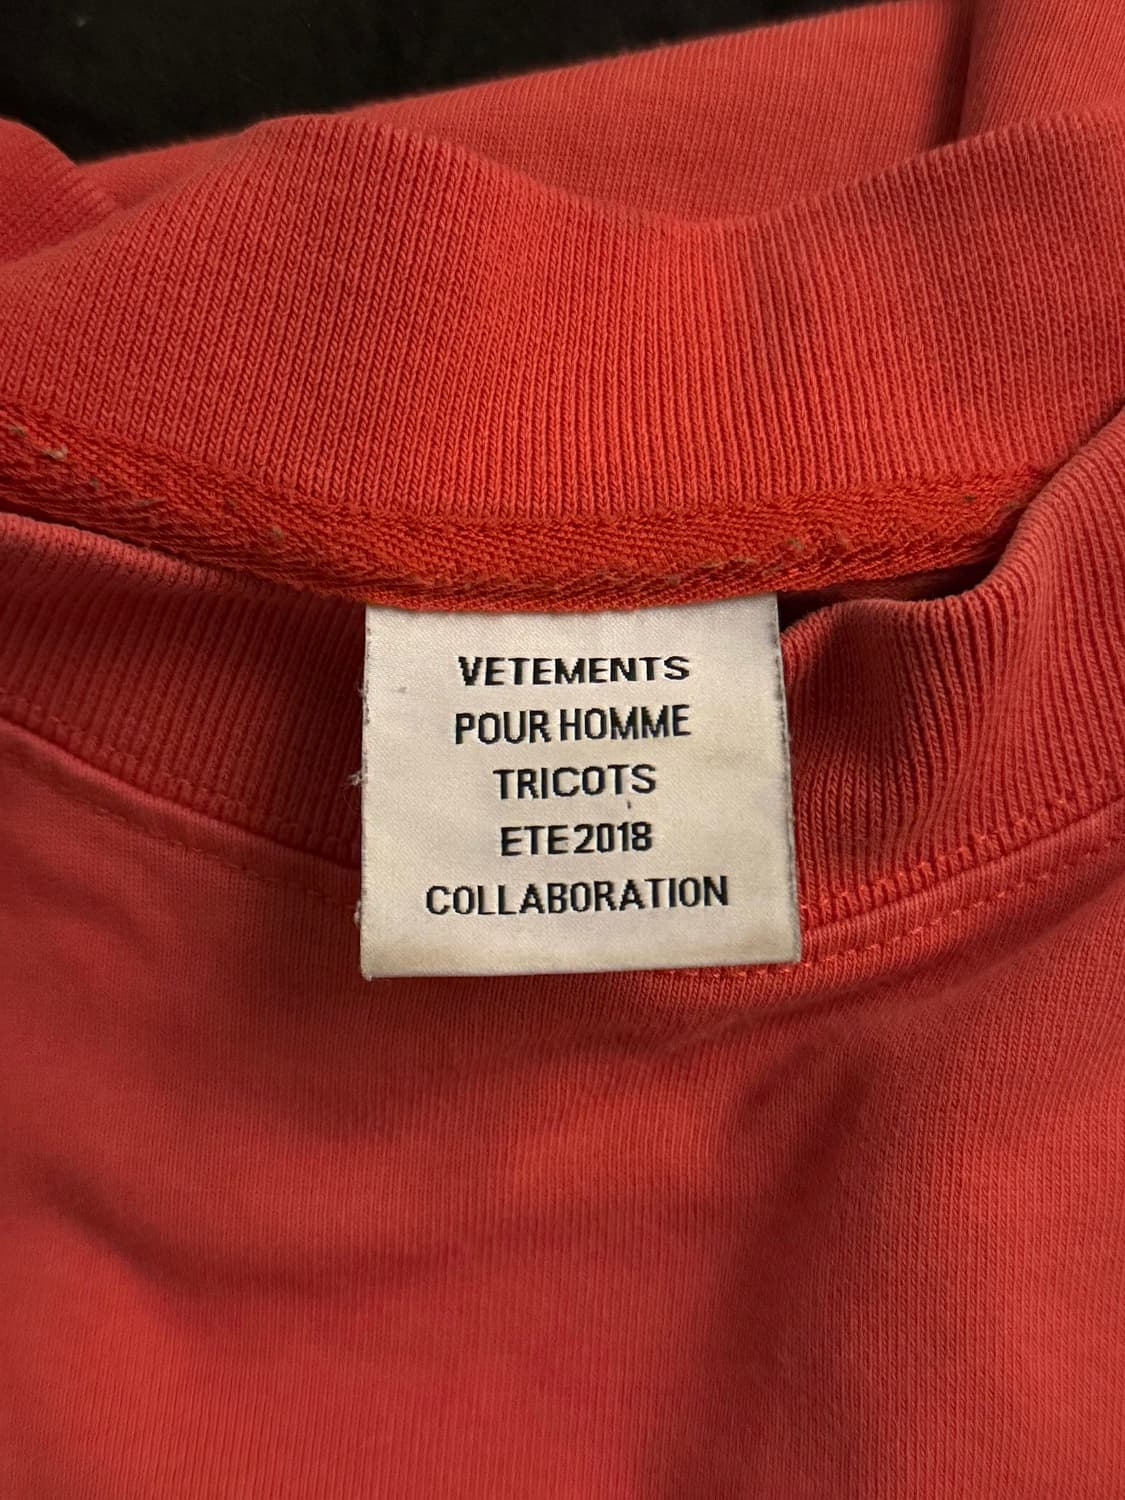 VETEMENTS
POUR HOMME
TRICOTS
ETE 2018
COLLABORATION